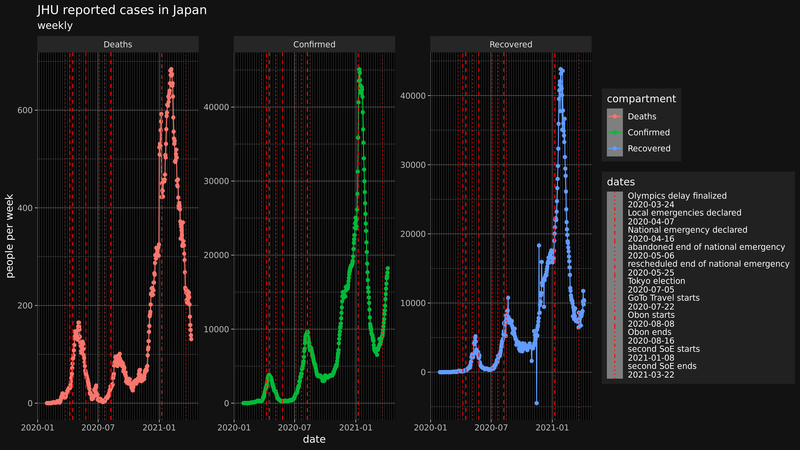 JHU reported cases in Japan
weekly
Deaths
Confirmed
Recovered
people per week
600
400
200
0
40000
30000
20000
10000
0
40000
30000
20000
10000
0
2020-01
2020-07
2021-01
2020-01
2020-07
2021-01
2020-01
2020-07
2021-01
date
compartment
Deaths
Confirmed
Recovered
dates
Olympics delay finalized
2020-03-24
Local emergencies declared
2020-04-07
National emergency declared
2020-04-16
abandoned end of national emergency
2020-05-06
rescheduled end of national emergency
2020-05-25
Tokyo election
2020-07-05
GoTo Travel starts
2020-07-22
Obon starts
2020-08-08
Obon ends
2020-08-16
second SoE starts
2021-01-08
second SoE ends
2021-03-22